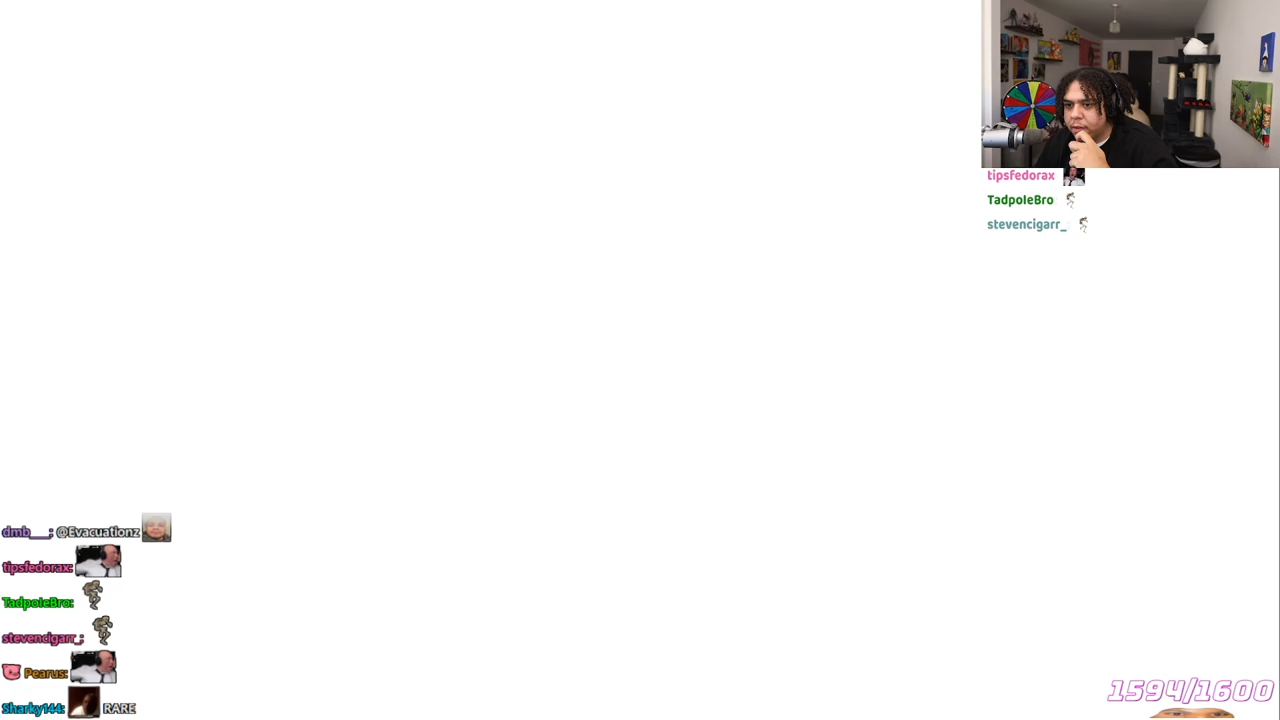 tipsfedorax
TadpoleBro
stevencigarr_
dmb___: @Evacuationz
tipsfedorax:
TadpoleBro:
stevencigarr_:
Pearus:
Sharky144: RARE
1594/1600